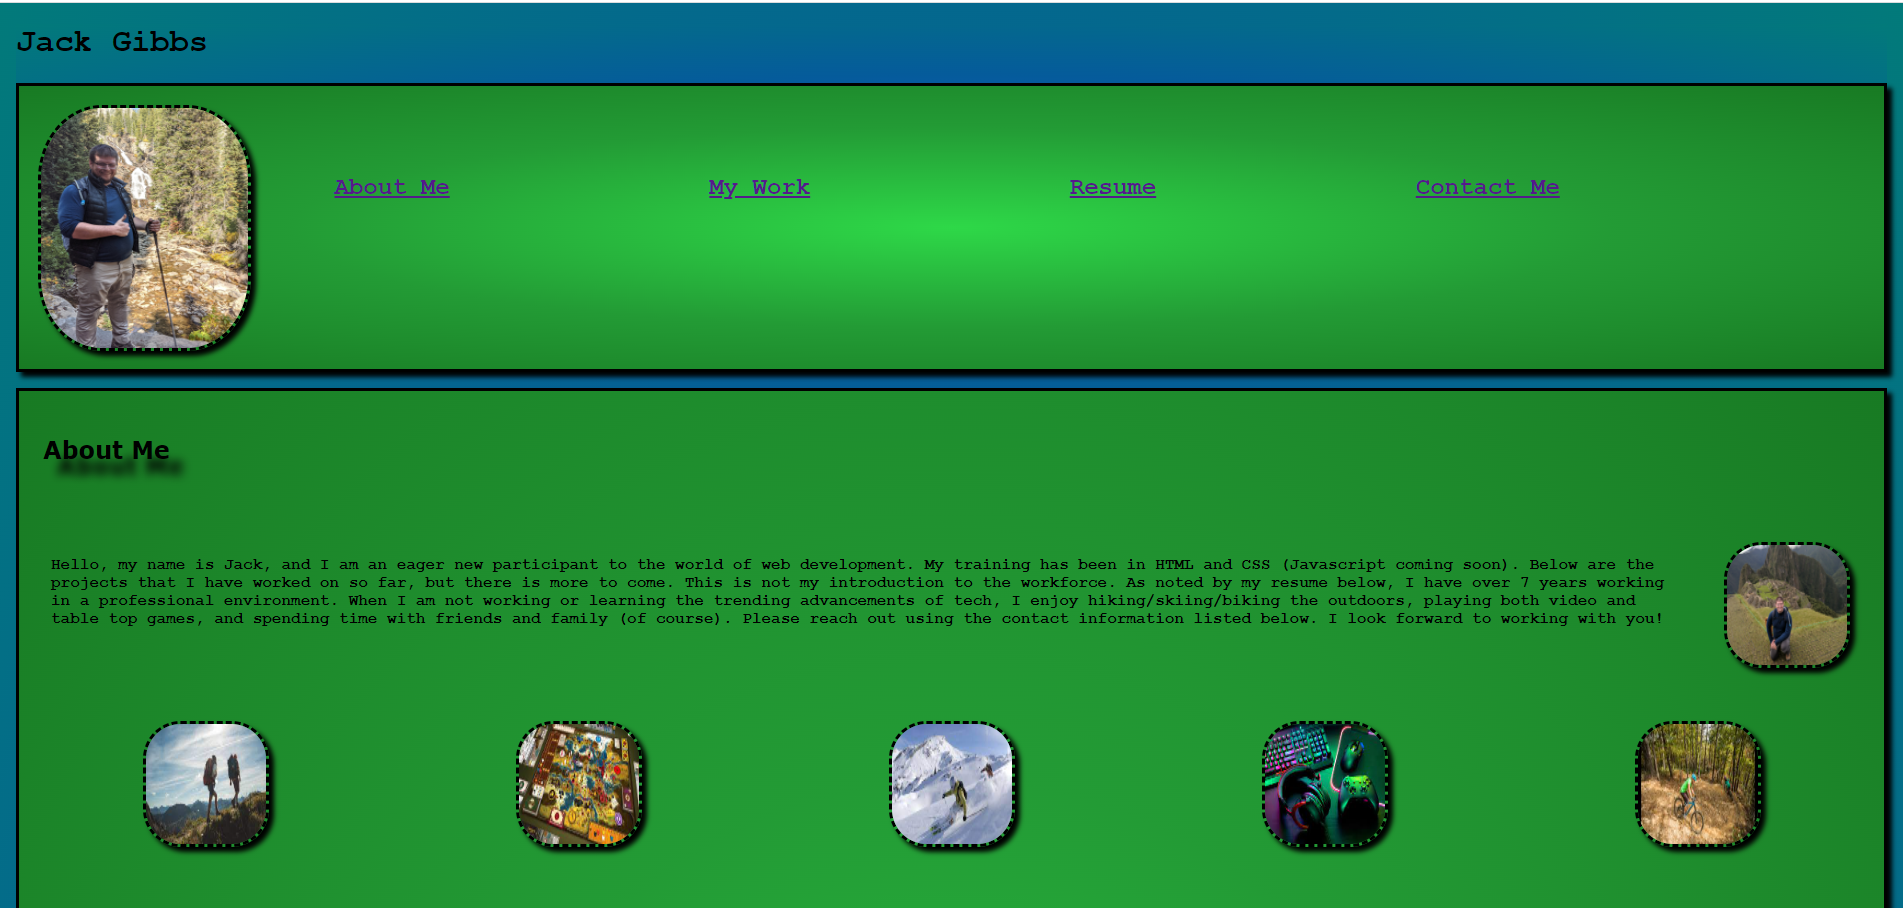 Jack Gibbs
About Me
My Work
Resume
Contact Me
About Me
Hello, my name is Jack, and I am an eager new participant to the world of web development. My training has been in HTML and CSS (Javascript coming soon). Below are the
projects that I have worked on so far, but there is more to come. This is not my introduction to the workforce. As noted by my resume below, I have over 7 years working
in a professional environment. When I am not working or learning the trending advancements of tech, I enjoy hiking/skiing/biking the outdoors, playing both video and
table top games, and spending time with friends and family (of course). Please reach out using the contact information listed below. I look forward to working with you!